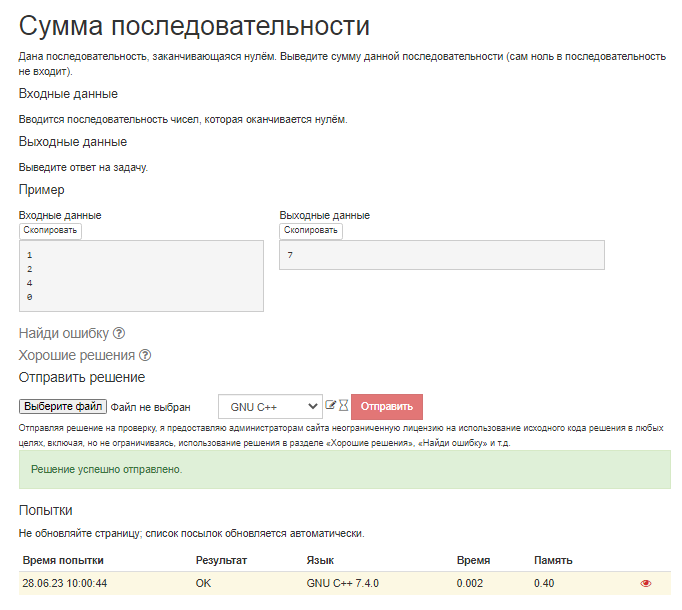 Сумма последовательности
Дана последовательность, заканчивающаяся нулём. Выведите сумму данной последовательности (сам ноль в последовательность
не входит).
Входные данные
Вводится последовательность чисел, которая оканчивается нулём.
Выходные данные
Выведите ответ на задачу.
Пример
Входные данные
Скопировать
1
2
4
0
Выходные данные
Скопировать
7
Найди ошибку
Хорошие решения
Отправить решение
Выберите файл Файл не выбран GNU C++ Отправить
Отправляя решение на проверку, я предоставляю администраторам сайта неограниченную лицензию на использование исходного кода решения в любых
целях, включая, но не ограничиваясь, использование решения в разделе «Хорошие решения», «Найди ошибку» и т.д.
Решение успешно отправлено.
Попытки
Не обновляйте страницу; список посылок обновляется автоматически.
Время попытки Результат Язык Время Память
28.06.23 10:00:44 OK GNU C++ 7.4.0 0.002 0.40